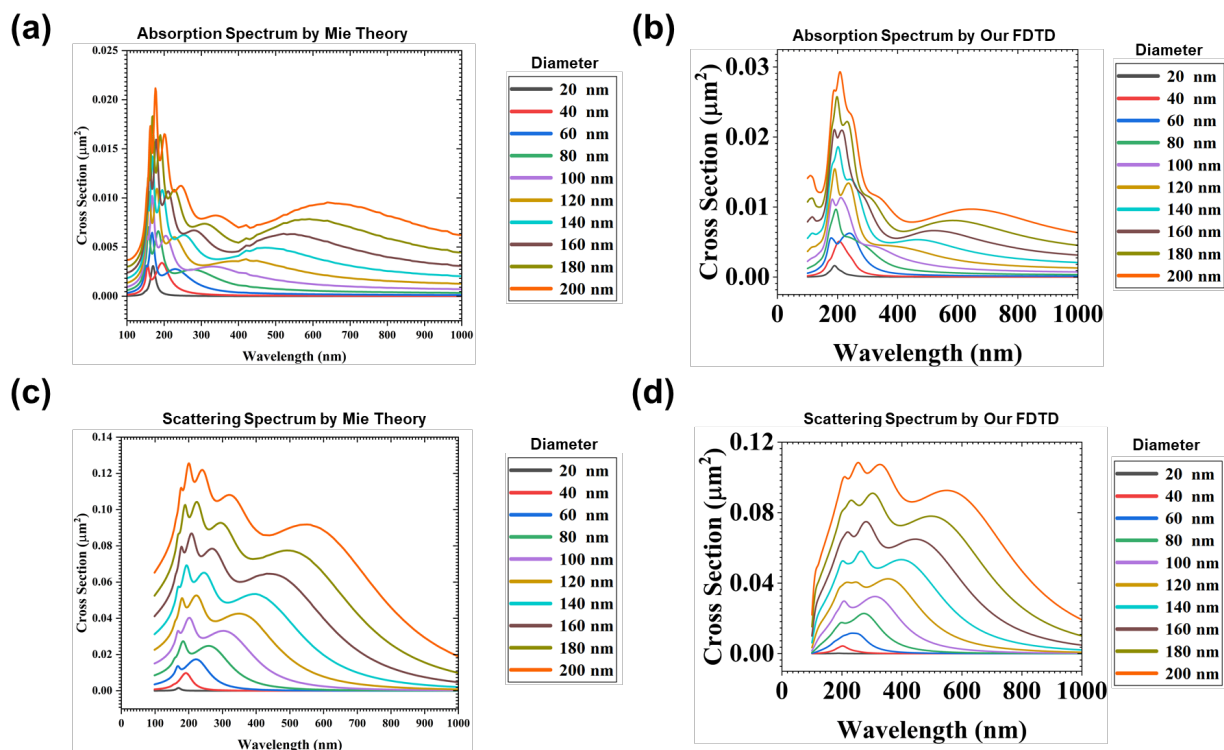 (a)
Absorption Spectrum by Mie Theory
Cross Section (μm²)
0.025
0.020
0.015
0.010
0.005
0.000
100 200 300 400 500 600 700 800 900 1000
Wavelength (nm)
Diameter
20 nm
40 nm
60 nm
80 nm
100 nm
120 nm
140 nm
160 nm
180 nm
200 nm
(b)
Absorption Spectrum by Our FDTD
Cross Section (μm²)
0.03
0.02
0.01
0.00
0 200 400 600 800 1000
Wavelength (nm)
Diameter
20 nm
40 nm
60 nm
80 nm
100 nm
120 nm
140 nm
160 nm
180 nm
200 nm
(c)
Scattering Spectrum by Mie Theory
Cross Section (μm²)
0.14
0.12
0.10
0.08
0.06
0.04
0.02
0.00
0 100 200 300 400 500 600 700 800 900 1000
Wavelength (nm)
Diameter
20 nm
40 nm
60 nm
80 nm
100 nm
120 nm
140 nm
160 nm
180 nm
200 nm
(d)
Scattering Spectrum by Our FDTD
Cross Section (μm²)
0.12
0.08
0.04
0.00
0 200 400 600 800 1000
Wavelength (nm)
Diameter
20 nm
40 nm
60 nm
80 nm
100 nm
120 nm
140 nm
160 nm
180 nm
200 nm